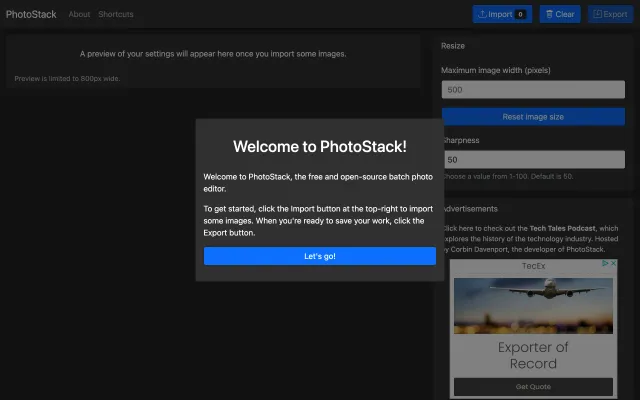 PhotoStack About Shortcuts Import 0 Clear Export
A preview of your settings will appear here once you import some images.
Preview is limited to 800px wide.
Resize
Maximum image width (pixels)
500
Reset image size
Sharpness
50
Choose a value from 1-100. Default is 50.
Welcome to PhotoStack!
Welcome to PhotoStack, the free and open-source batch photo
editor.
To get started, click the Import button at the top-right to import
some images. When you're ready to save your work, click the
Export button.
Let's go!
Advertisements
Click here to check out the Tech Tales Podcast, which
explores the history of the technology industry. Hosted
by Corbin Davenport, the developer of PhotoStack.
TecEx
Exporter of
Record
Get Quote